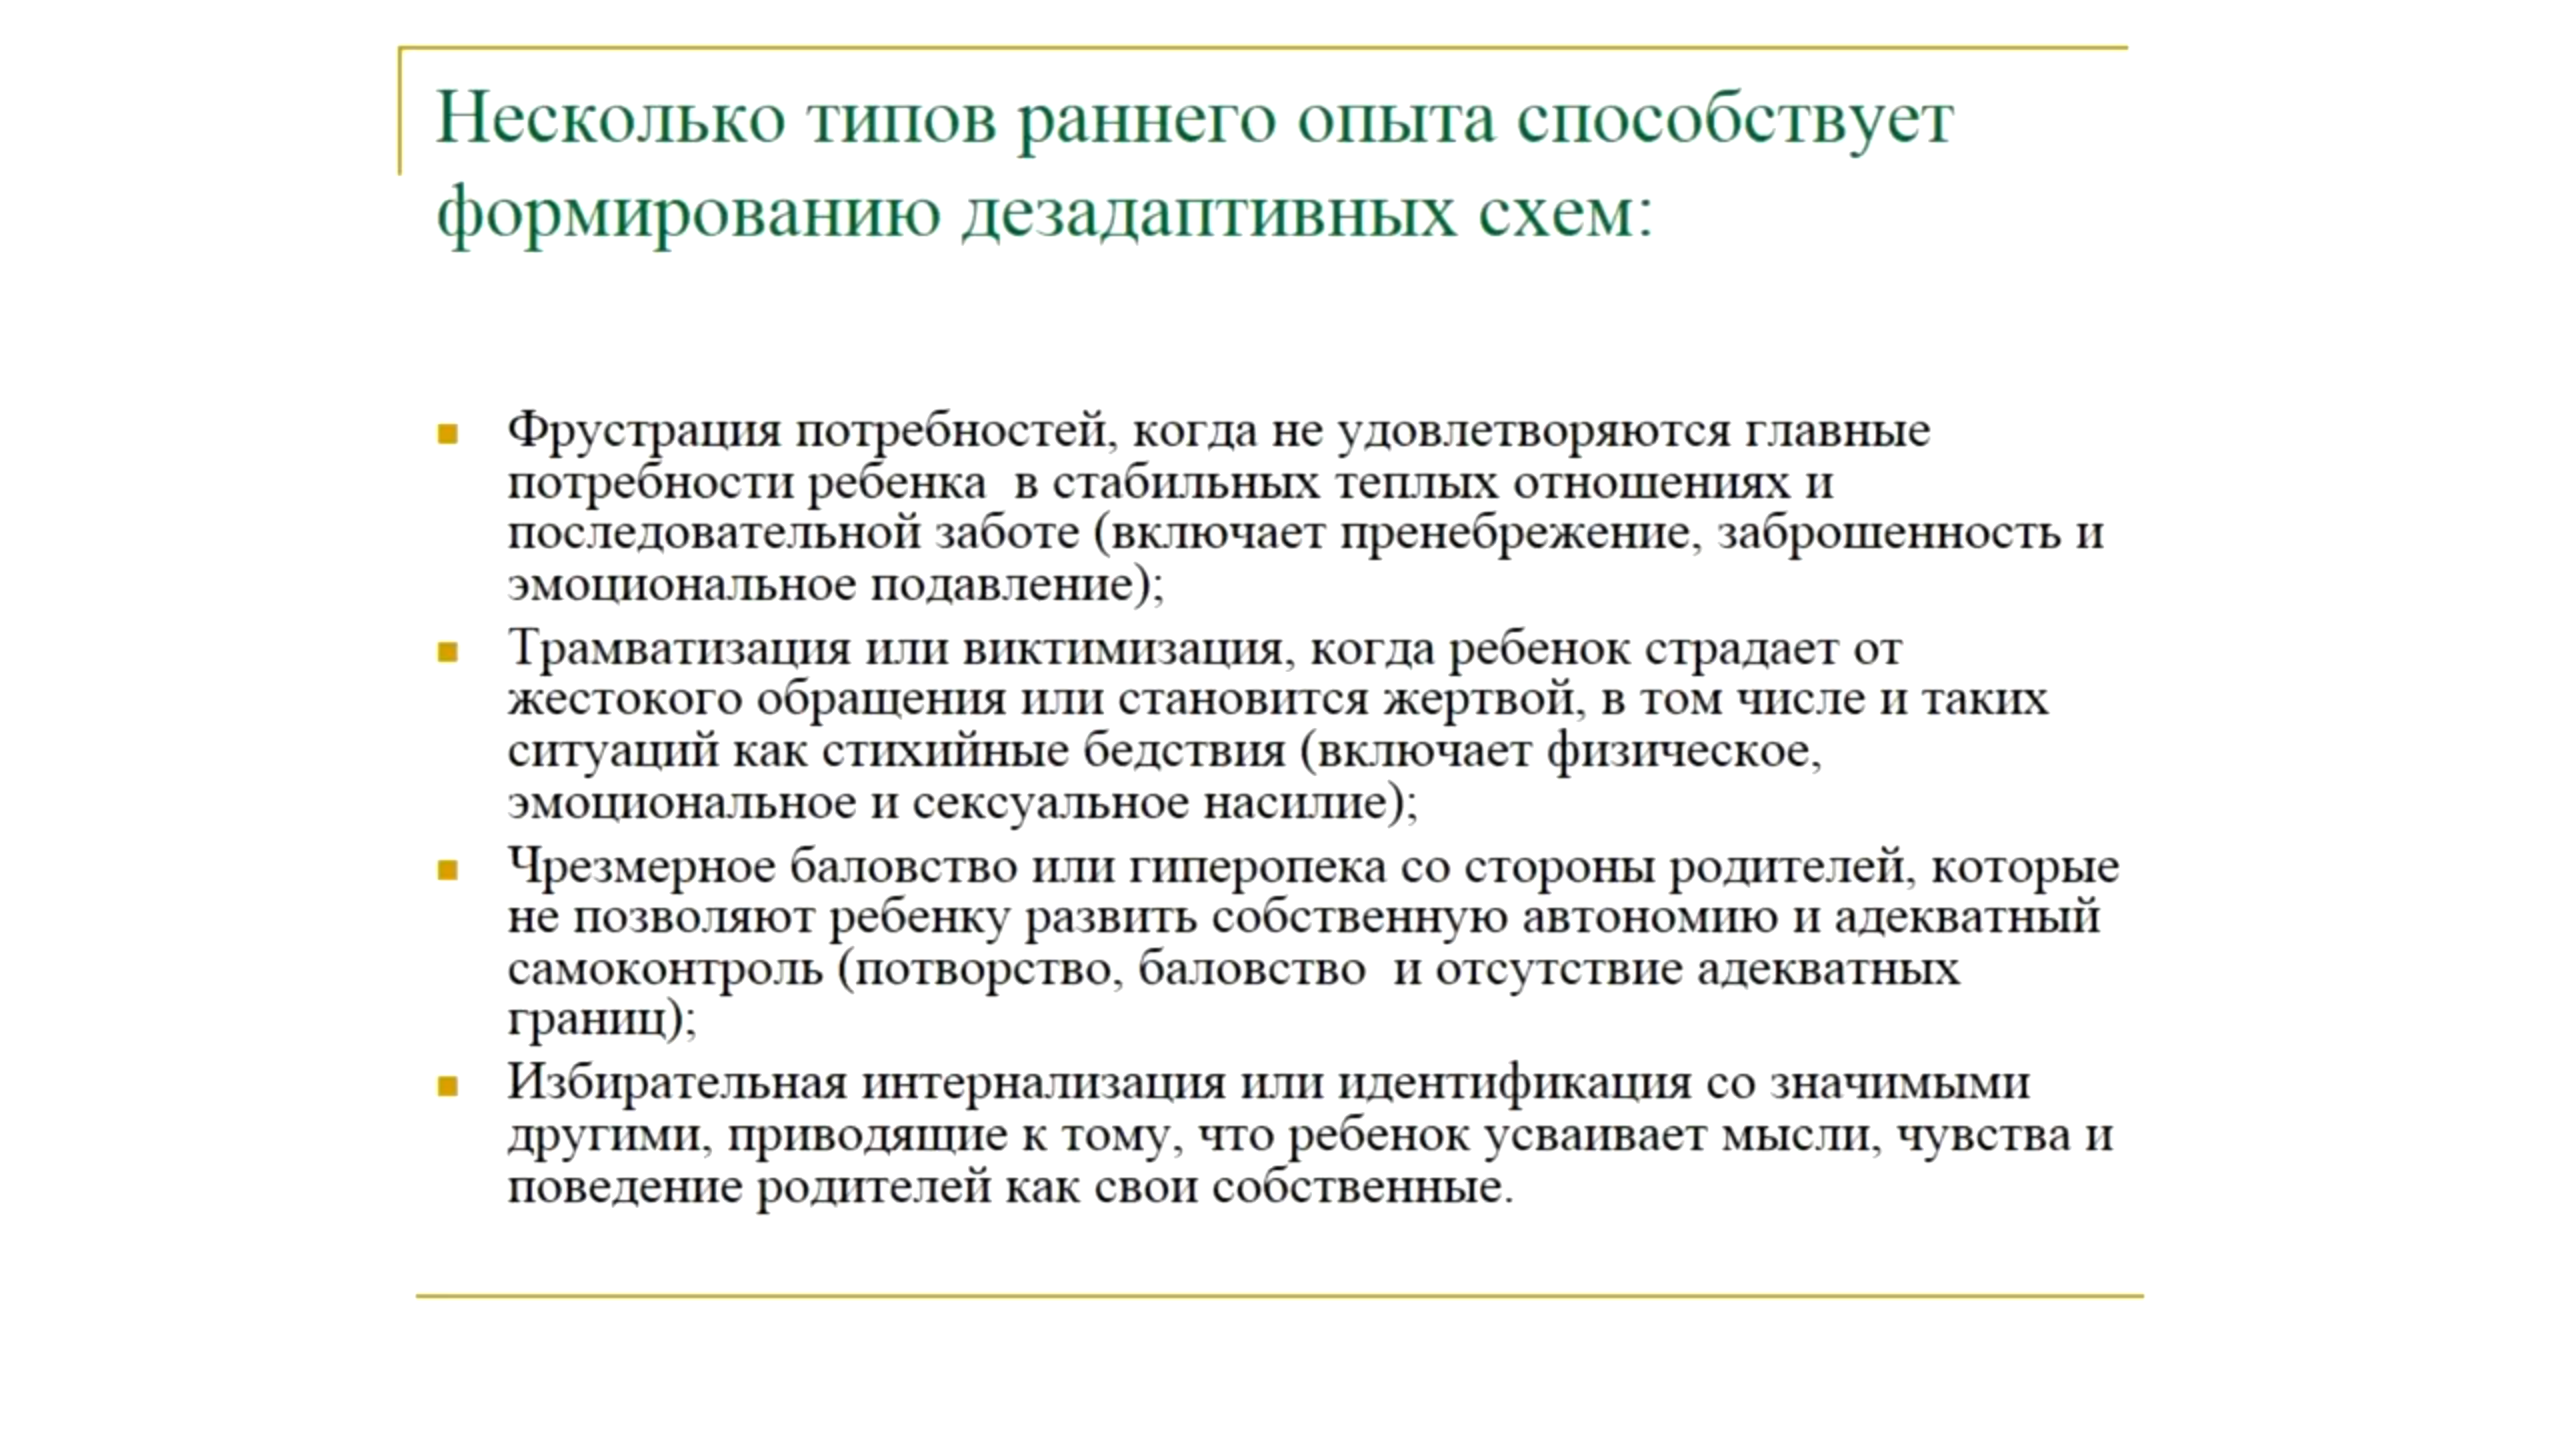 Несколько типов раннего опыта способствует
формированию дезадаптивных схем:
Фрустрация потребностей, когда не удовлетворяются главные
потребности ребенка  в стабильных теплых отношениях и
последовательной заботе (включает пренебрежение, заброшенность и
эмоциональное подавление);
Трамватизация или виктимизация, когда ребенок страдает от
жестокого обращения или становится жертвой, в том числе и таких
ситуаций как стихийные бедствия (включает физическое,
эмоциональное и сексуальное насилие);
Чрезмерное баловство или гиперопека со стороны родителей, которые
не позволяют ребенку развить собственную автономию и адекватный
самоконтроль (потворство, баловство  и отсутствие адекватных
границ);
Избирательная интернализация или идентификация со значимыми
другими, приводящие к тому, что ребенок усваивает мысли, чувства и
поведение родителей как свои собственные.